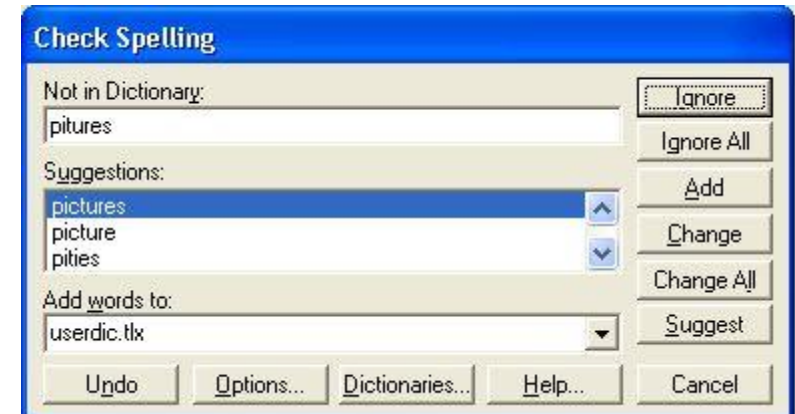 Check Spelling
Not in Dictionary:
pitures
Suggestions:
pictures
picture
pities
Add words to:
userdic.tlx
Ignore
Ignore All
Add
Change
Change All
Suggest
Undo Options... Dictionaries... Help... Cancel